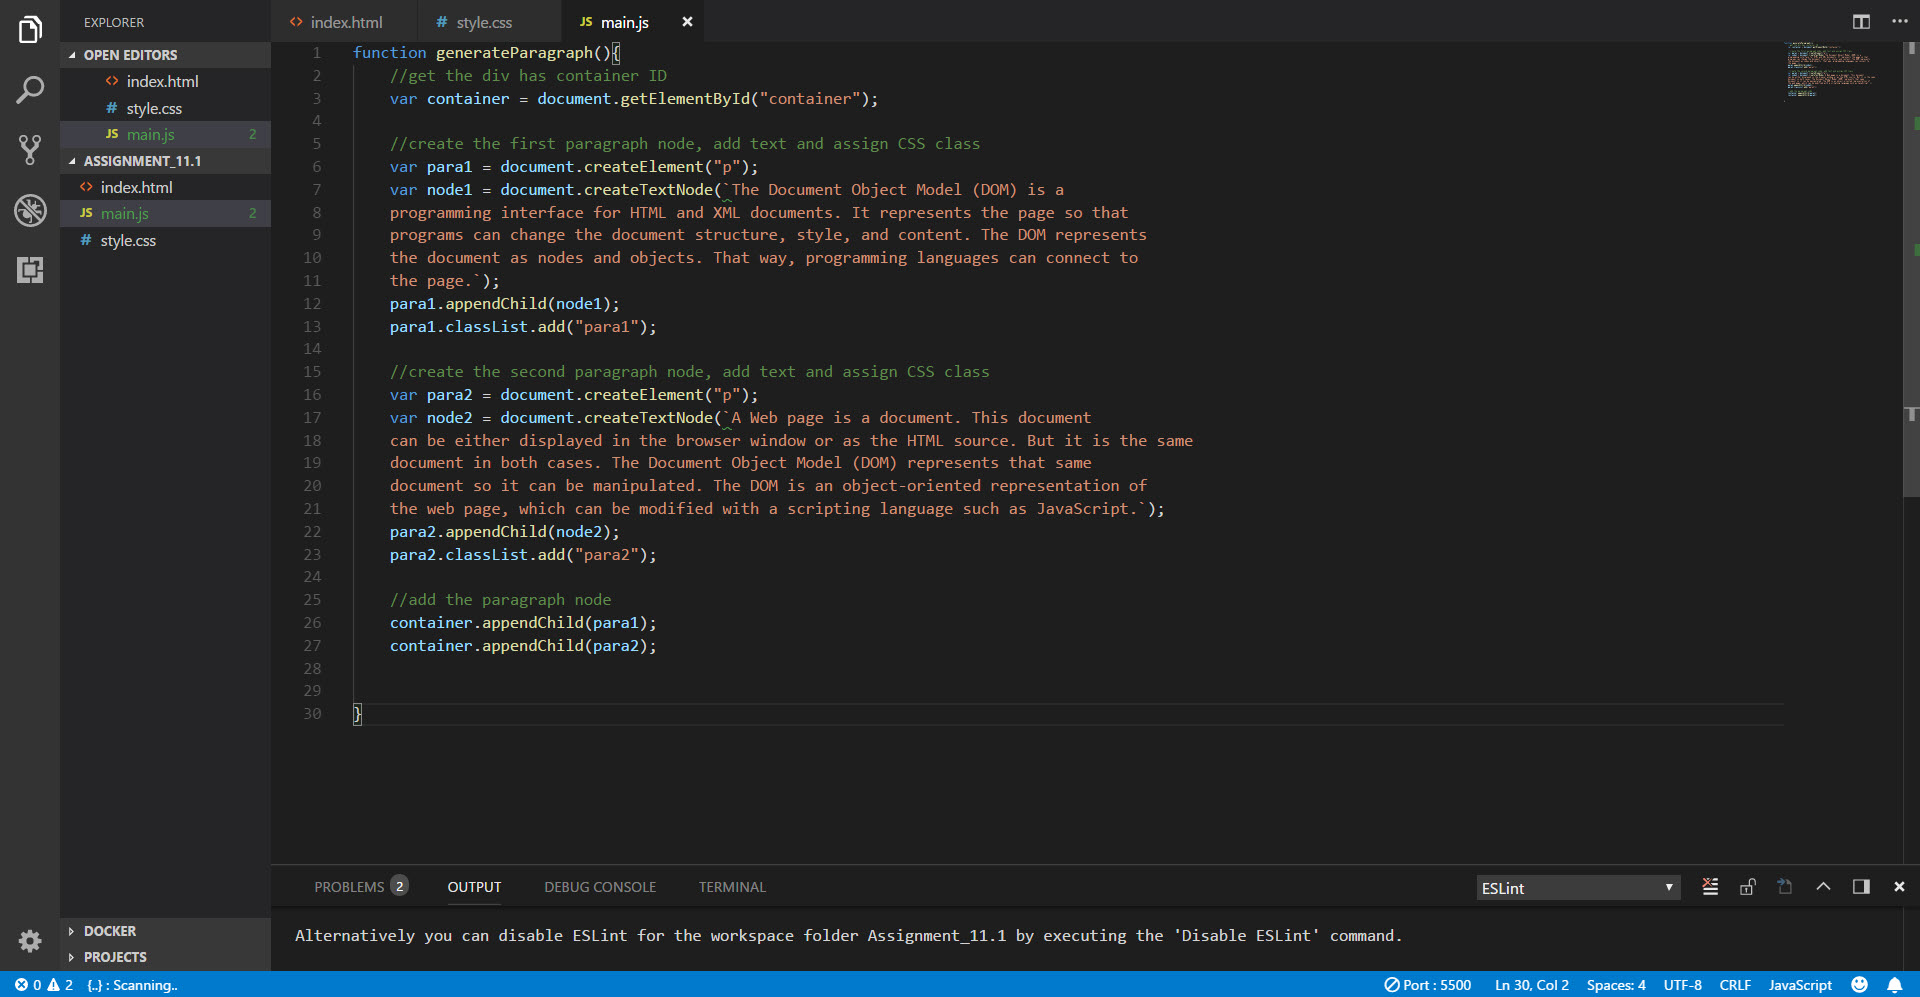 EXPLORER
OPEN EDITORS
<> index.html
# style.css
JS main.js 2
ASSIGNMENT_11.1
<> index.html
JS main.js 2
# style.css
DOCKER
PROJECTS
<> index.html # style.css JS main.js ×
1 function generateParagraph(){
2 //get the div has container ID
3 var container = document.getElementById("container");
4
5 //create the first paragraph node, add text and assign CSS class
6 var para1 = document.createElement("p");
7 var node1 = document.createTextNode(`The Document Object Model (DOM) is a
8 programming interface for HTML and XML documents. It represents the page so that
9 programs can change the document structure, style, and content. The DOM represents
10 the document as nodes and objects. That way, programming languages can connect to
11 the page.`);
12 para1.appendChild(node1);
13 para1.classList.add("para1");
14
15 //create the second paragraph node, add text and assign CSS class
16 var para2 = document.createElement("p");
17 var node2 = document.createTextNode(`A Web page is a document. This document
18 can be either displayed in the browser window or as the HTML source. But it is the same
19 document in both cases. The Document Object Model (DOM) represents that same
20 document so it can be manipulated. The DOM is an object-oriented representation of
21 the web page, which can be modified with a scripting language such as JavaScript.`);
22 para2.appendChild(node2);
23 para2.classList.add("para2");
24
25 //add the paragraph node
26 container.appendChild(para1);
27 container.appendChild(para2);
28
29
30 }
PROBLEMS 2 OUTPUT DEBUG CONSOLE TERMINAL ESLint
Alternatively you can disable ESLint for the workspace folder Assignment_11.1 by executing the 'Disable ESLint' command.
0 2 {..} : Scanning.. Port : 5500 Ln 30, Col 2 Spaces: 4 UTF-8 CRLF JavaScript